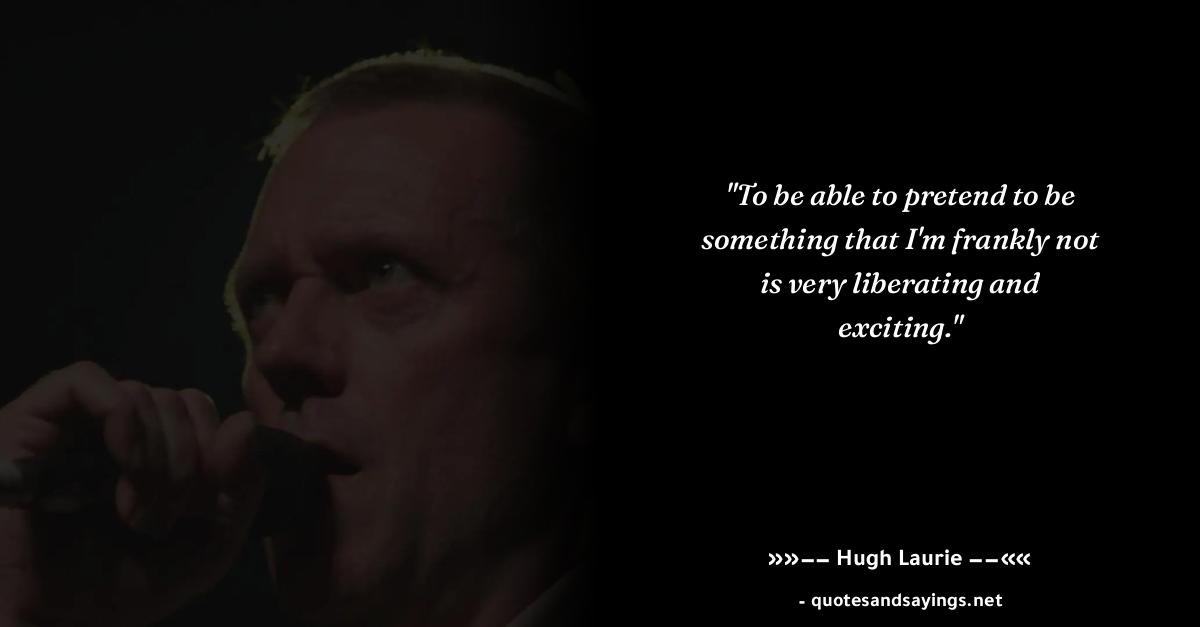 "To be able to pretend to be
something that I'm frankly not
is very liberating and
exciting."
»»–– Hugh Laurie ––««
- quotesandsayings.net